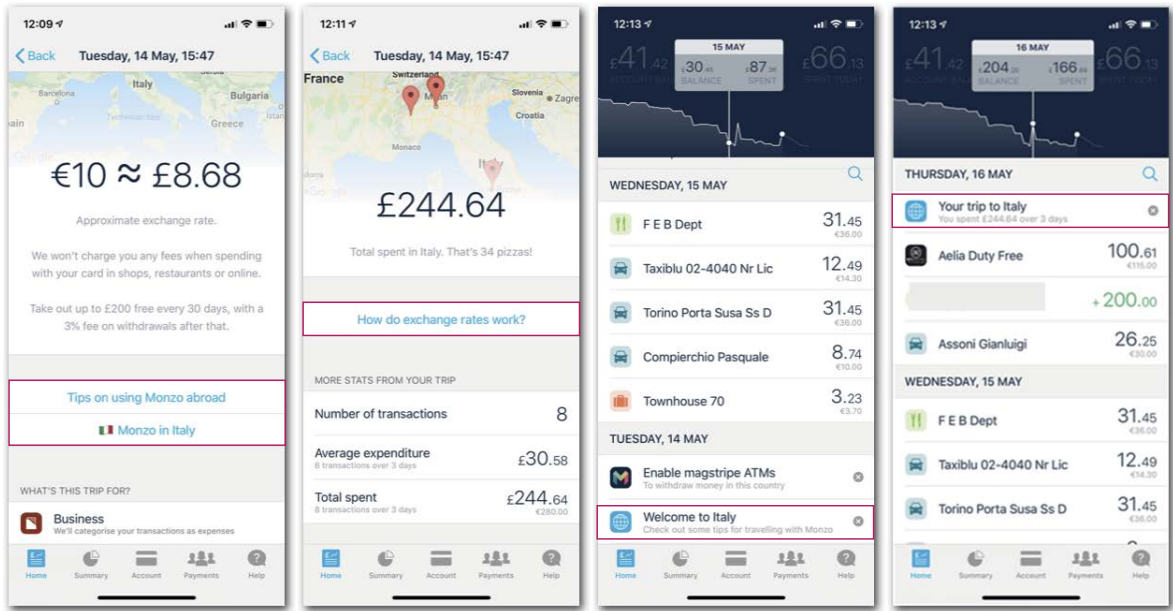 12:09
Back
Tuesday, 14 May, 15:47
Barcelona
Italy
Bulgaria
Greece
€10 ≈ £8.68
Approximate exchange rate.
We won't charge you any fees when spending
with your card in shops, restaurants or online.
Take out up to £200 free every 30 days, with a
3% fee on withdrawals after that.
Tips on using Monzo abroad
Monzo in Italy
WHAT'S THIS TRIP FOR?
Business
We'll categorise your transactions as expenses
Home Summary Account Payments Help
12:11
Back
Tuesday, 14 May, 15:47
France
Switzerland
Slovenia
Zagre
Croatia
Monaco
Italy
Rome
£244.64
Total spent in Italy. That's 34 pizzas!
How do exchange rates work?
MORE STATS FROM YOUR TRIP
Number of transactions 8
Average expenditure £30.58
8 transactions over 3 days
Total spent £244.64
8 transactions over 3 days €280.00
Home Summary Account Payments Help
12:13
15 MAY
£41.42
BALANCE
£87.
SPENT
£66.13
WEDNESDAY, 15 MAY
F E B Dept 31.45
€36.00
Taxiblu 02-4040 Nr Lic 12.49
€14.30
Torino Porta Susa Ss D 31.45
€36.00
Compierchio Pasquale 8.74
€10.00
Townhouse 70 3.23
€3.70
TUESDAY, 14 MAY
Enable magstripe ATMs
To withdraw money in this country
Welcome to Italy
Check out some tips for travelling with Monzo
Home Summary Account Payments Help
12:13
16 MAY
£41.42
£204
BALANCE
£166
SPENT
£66.13
THURSDAY, 16 MAY
Your trip to Italy
You spent £244.64 over 3 days
Aelia Duty Free 100.61
€115.00
+200.00
Assoni Gianluigi 26.25
€30.00
WEDNESDAY, 15 MAY
F E B Dept 31.45
€36.00
Taxiblu 02-4040 Nr Lic 12.49
€14.30
Torino Porta Susa Ss D 31.45
€36.00
Home Summary Account Payments Help